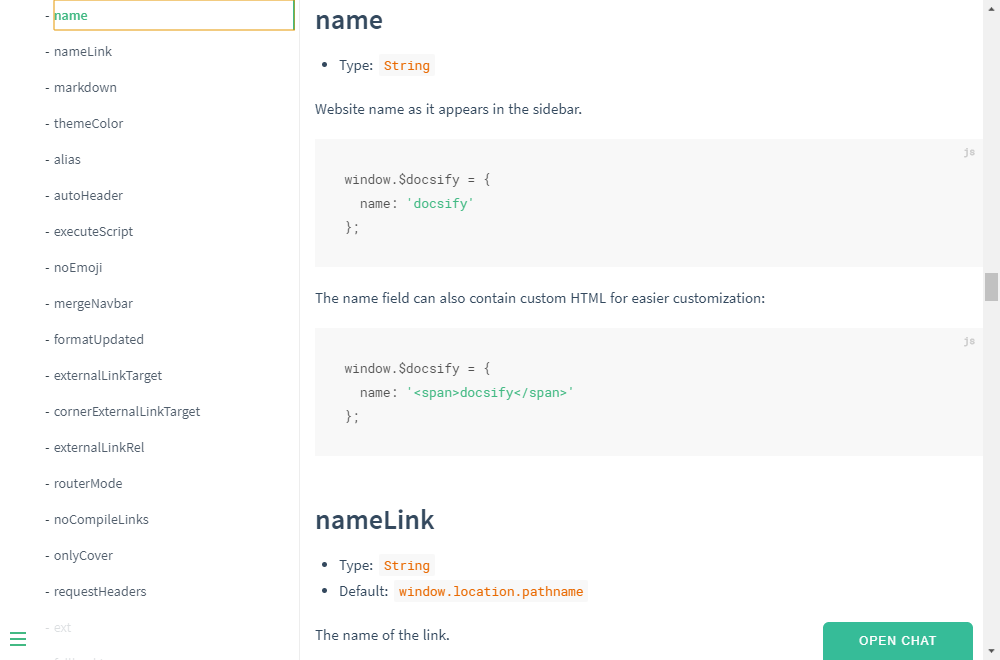 - name
- nameLink
- markdown
- themeColor
- alias
- autoHeader
- executeScript
- noEmoji
- mergeNavbar
- formatUpdated
- externalLinkTarget
- cornerExternalLinkTarget
- externalLinkRel
- routerMode
- noCompileLinks
- onlyCover
- requestHeaders
- ext
name
• Type: String
Website name as it appears in the sidebar.
js
window.$docsify = {
  name: 'docsify'
};
The name field can also contain custom HTML for easier customization:
js
window.$docsify = {
  name: '<span>docsify</span>'
};
nameLink
• Type: String
• Default: window.location.pathname
The name of the link.
OPEN CHAT